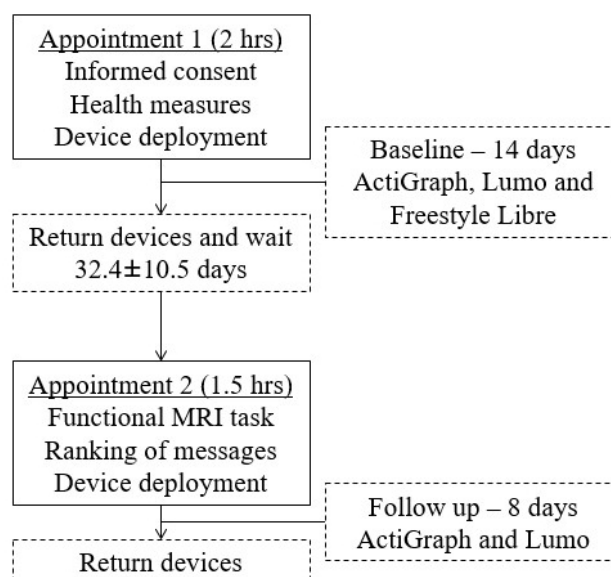 Appointment 1 (2 hrs)
Informed consent
Health measures
Device deployment
Baseline – 14 days
ActiGraph, Lumo and
Freestyle Libre
Return devices and wait
32.4±10.5 days
Appointment 2 (1.5 hrs)
Functional MRI task
Ranking of messages
Device deployment
Follow up – 8 days
ActiGraph and Lumo
Return devices